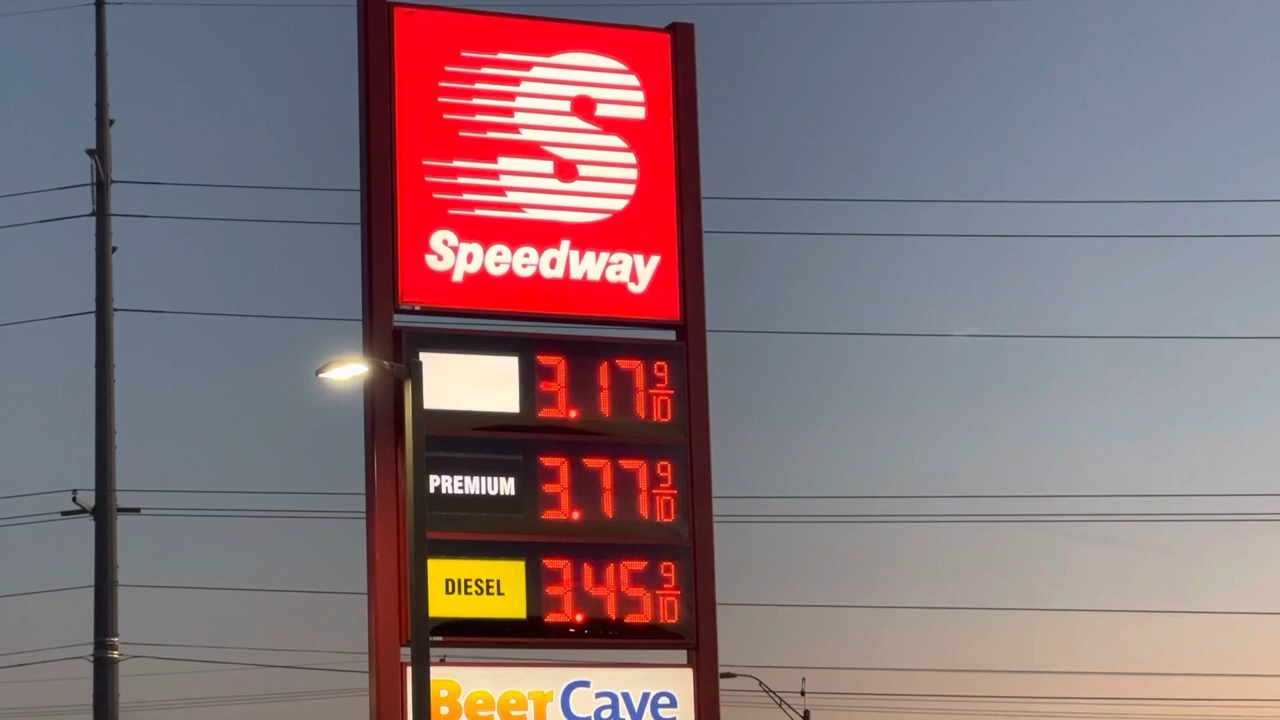 S
Speedway
3.17 9/10
PREMIUM 3.77 9/10
DIESEL 3.45 9/10
Beer Cave